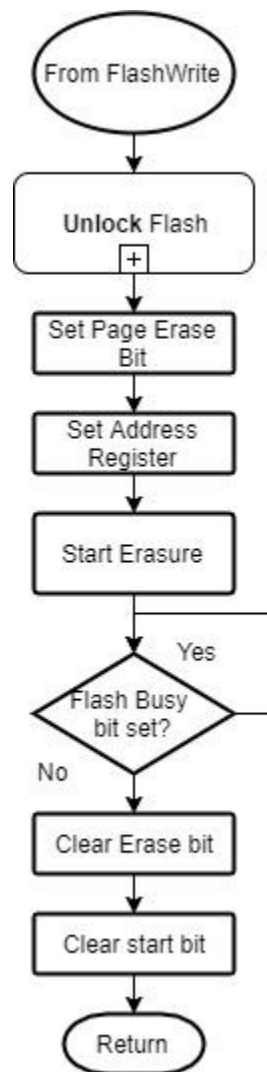 From FlashWrite
Unlock Flash
+
Set Page Erase
Bit
Set Address
Register
Start Erasure
Yes
Flash Busy
bit set?
No
Clear Erase bit
Clear start bit
Return